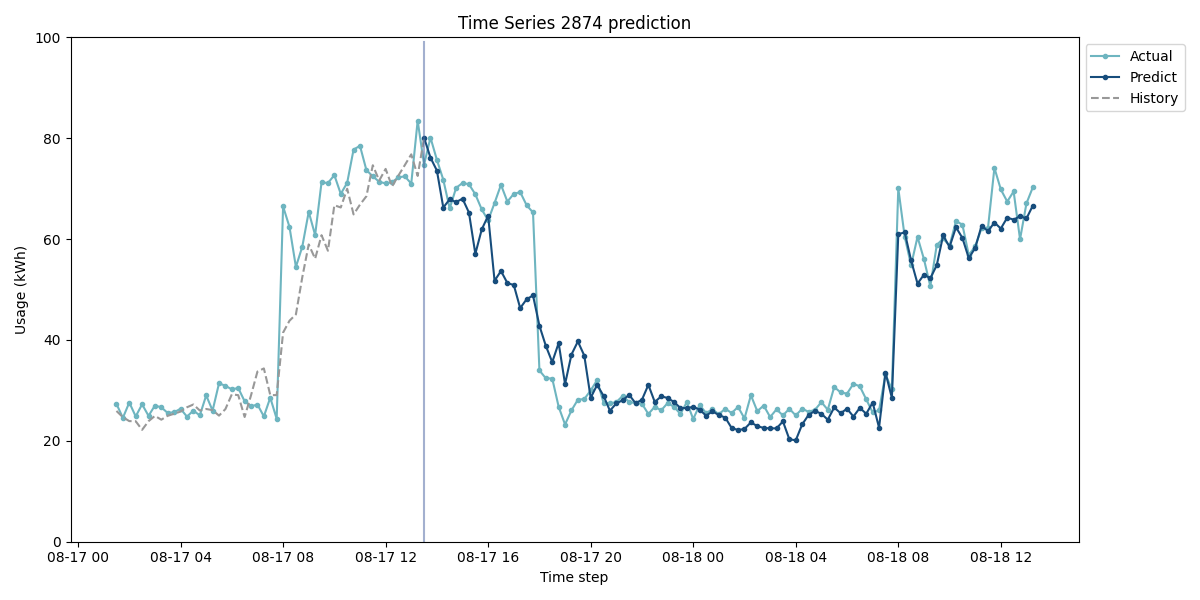 Time Series 2874 prediction
100
80
60
40
20
0
Usage (kWh)
08-17 00
08-17 04
08-17 08
08-17 12
08-17 16
08-17 20
08-18 00
08-18 04
08-18 08
08-18 12
Time step
Actual
Predict
History